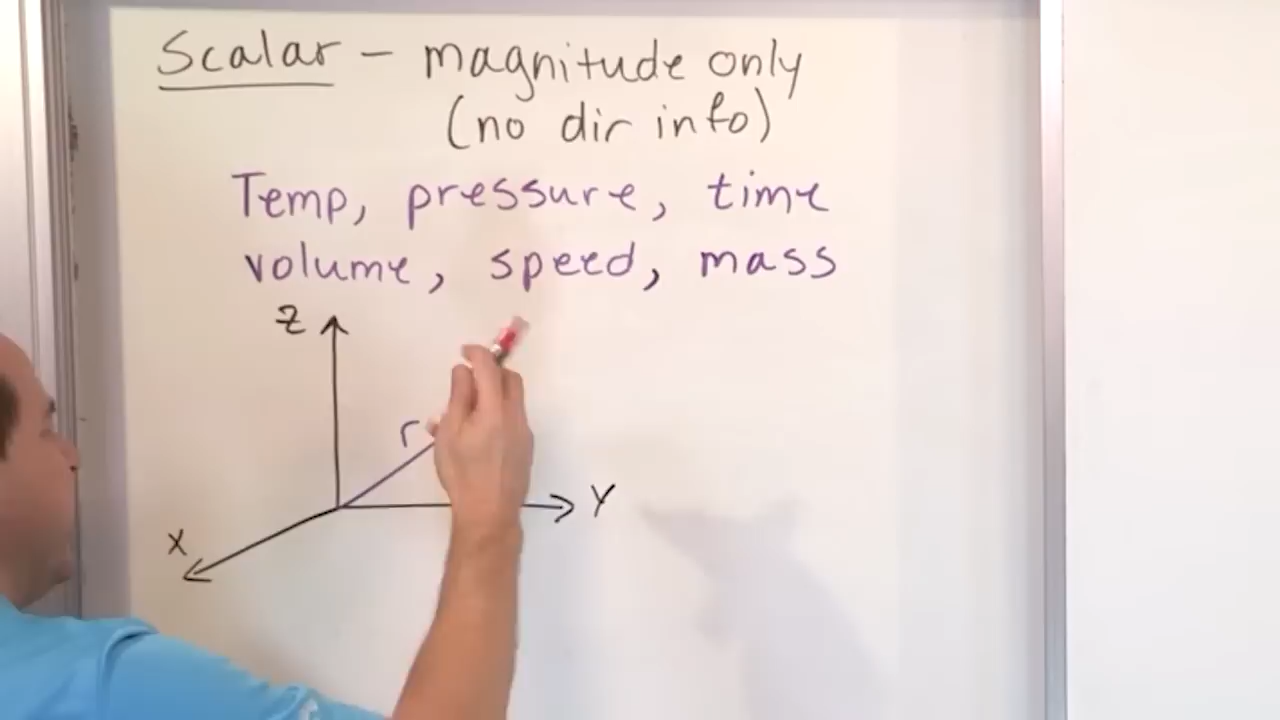 Scalar – magnitude only
(no dir info)
Temp, pressure, time
volume, speed, mass
Z
r
Y
X